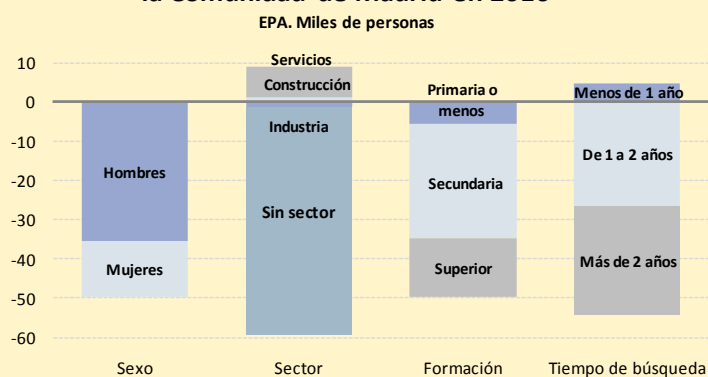 la Comunidad de Madrid en
EPA. Miles de personas
10
0
-10
-20
-30
-40
-50
-60
Hombres
Mujeres
Servicios
Construcción
Industria
Sin sector
Primaria o
menos
Secundaria
Superior
Menos de 1 año
De 1 a 2 años
Más de 2 años
Sexo
Sector
Formación
Tiempo de búsqueda